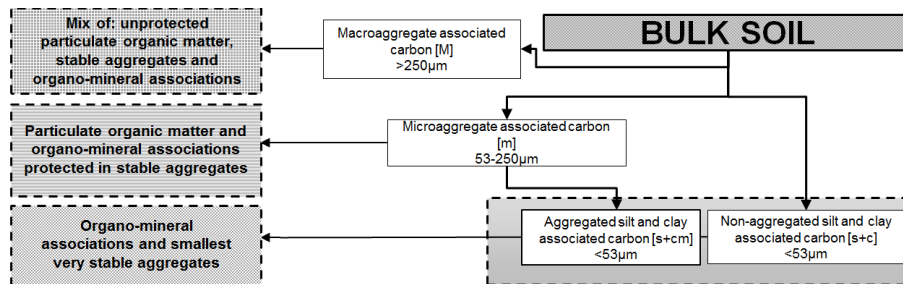 BULK SOIL
Mix of: unprotected
particulate organic matter,
stable aggregates and
organo-mineral associations
Macroaggregate associated
carbon [M]
>250µm
Particulate organic matter and
organo-mineral associations
protected in stable aggregates
Microaggregate associated carbon
[m]
53-250µm
Organo-mineral
associations and smallest
very stable aggregates
Aggregated silt and clay
associated carbon [s+cm]
<53µm
Non-aggregated silt and clay
associated carbon [s+c]
<53µm